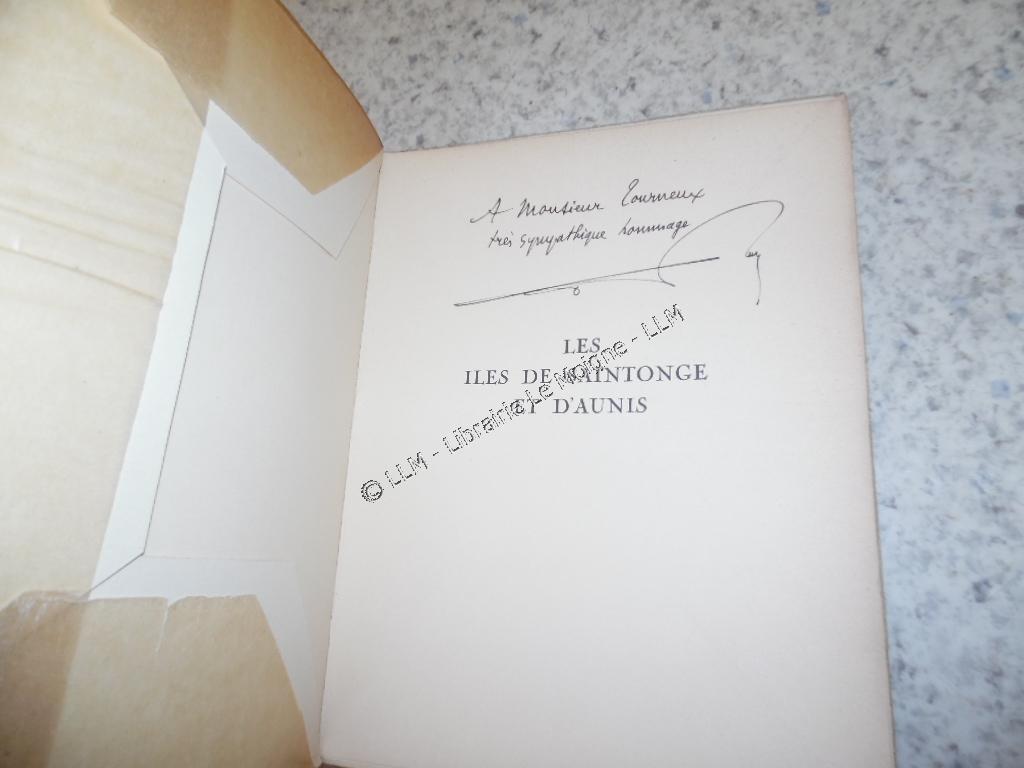 A Monsieur Tourneux
très sympathique hommage
LES
ILES DE SAINTONGE
ET D'AUNIS
© LLM - Librairie Le Moigne - LLM